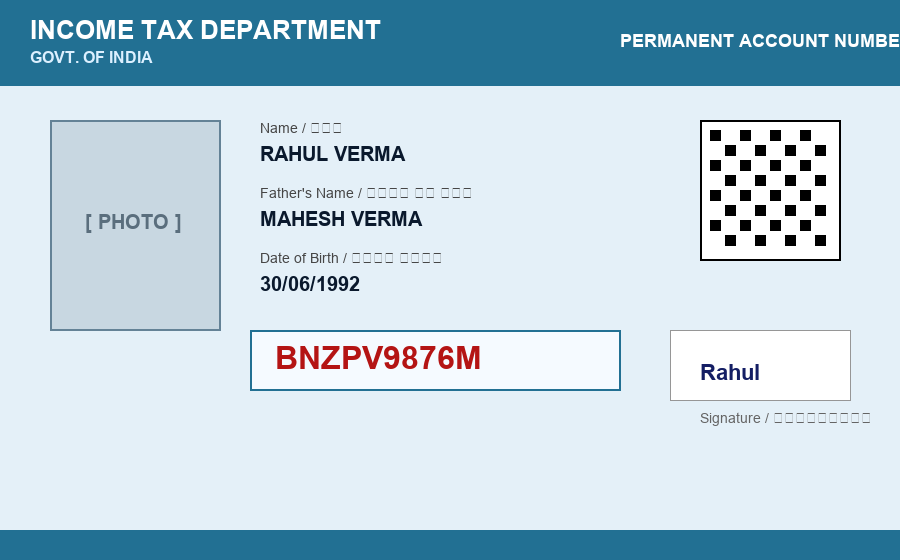 INCOME TAX DEPARTMENT
GOVT. OF INDIA
PERMANENT ACCOUNT NUMBE
[ PHOTO ]
Name /
RAHUL VERMA
Father's Name /
MAHESH VERMA
Date of Birth /
30/06/1992
BNZPV9876M
Rahul
Signature /